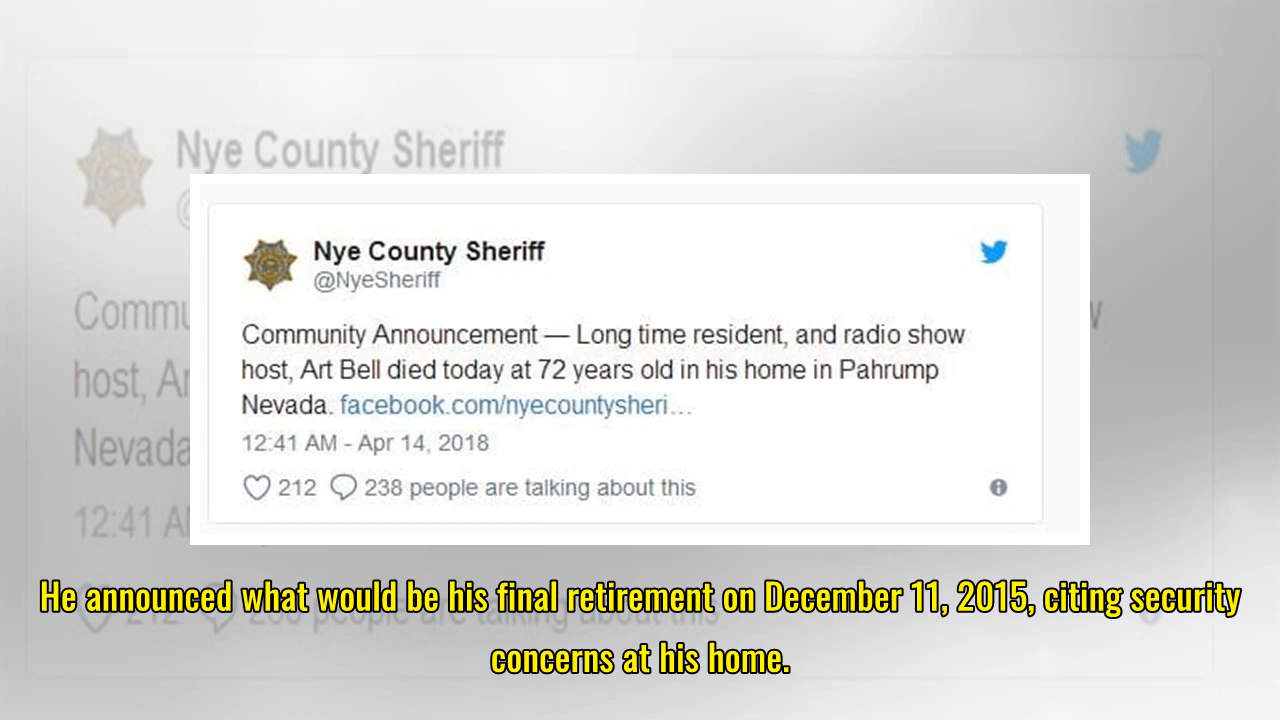 Nye County Sheriff
Nye County Sheriff
@NyeSheriff
Community Announcement — Long time resident, and radio show
host, Art Bell died today at 72 years old in his home in Pahrump
Nevada. facebook.com/nyecountysheri…
12:41 AM - Apr 14, 2018
212 238 people are talking about this
He announced what would be his final retirement on December 11, 2015, citing security
concerns at his home.